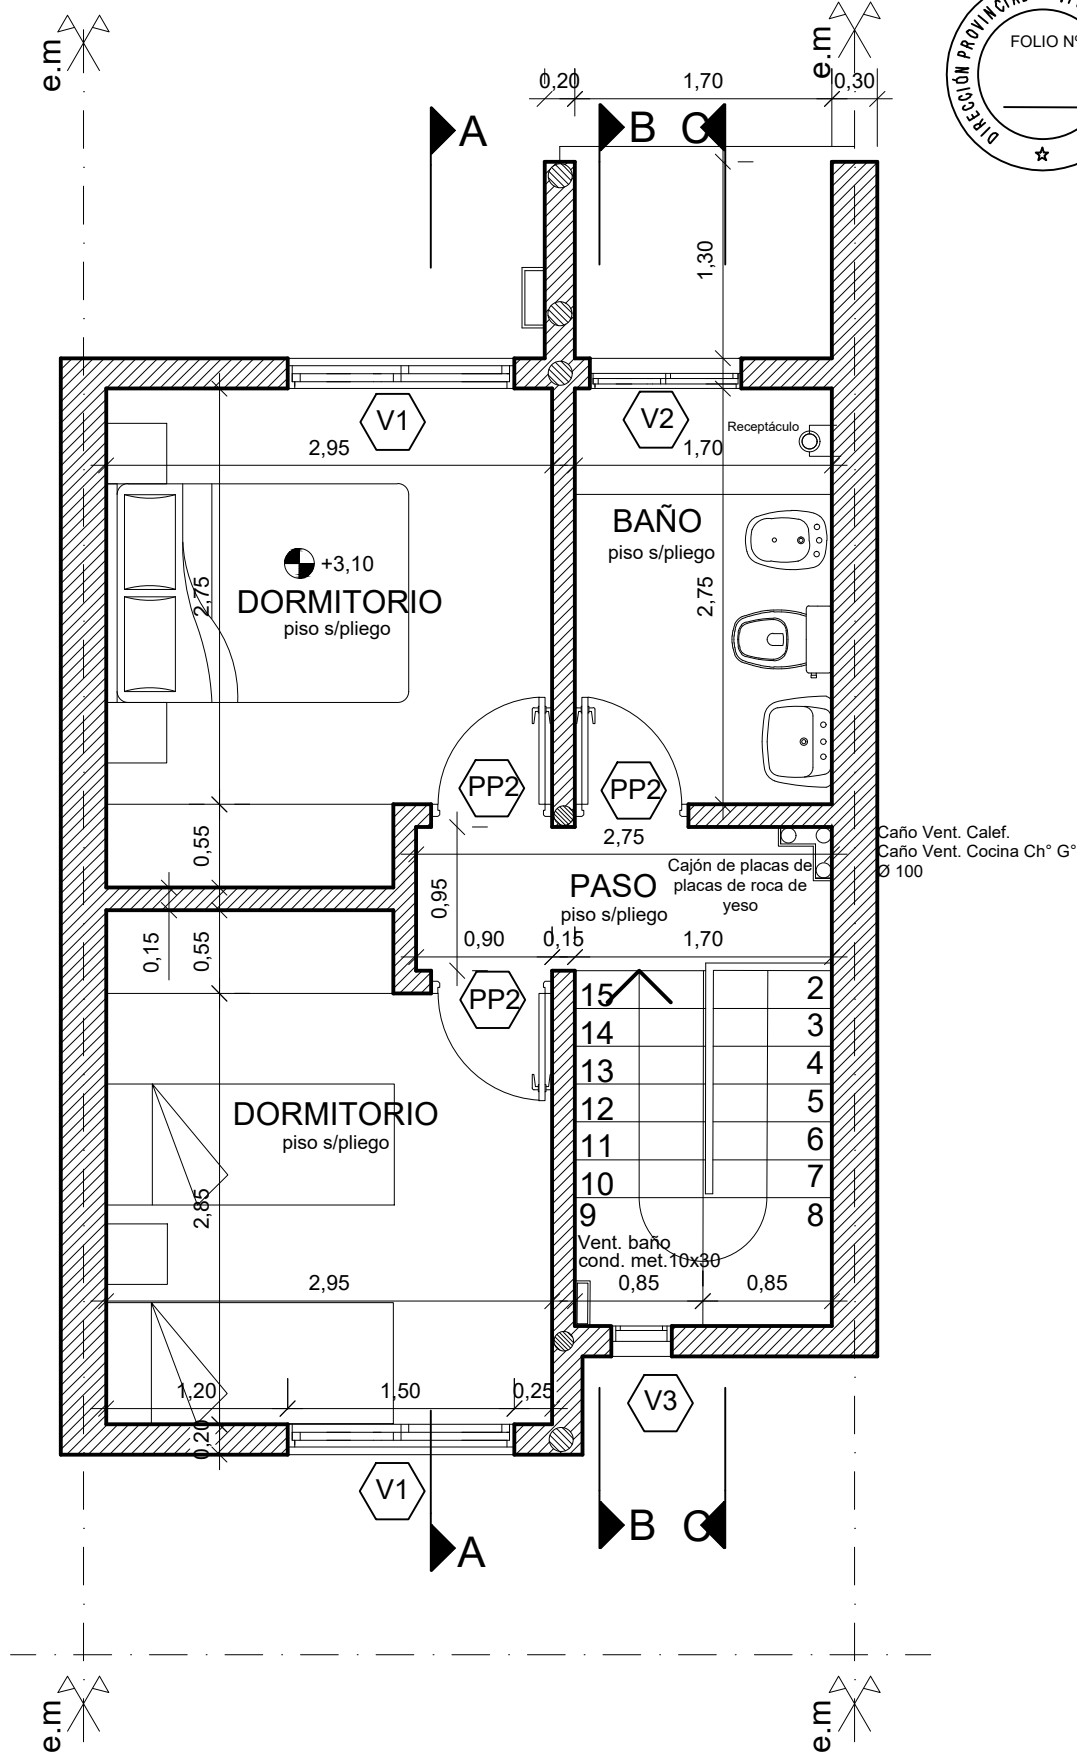 e.m
e.m
0,20
1,70
0,30
DIRECCIÓN PROVINCIAL
FOLIO Nº
A
B
C
1,30
V1
V2
Receptáculo
2,95
1,70
BAÑO
piso s/pliego
+3,10
2,75
DORMITORIO
piso s/pliego
2,75
PP2
PP2
2,75
Caño Vent. Calef.
Caño Vent. Cocina Ch° G°
Ø 100
0,55
0,95
PASO
piso s/pliego
Cajón de placas de
placas de roca de
yeso
0,15
0,55
0,90
0,15
1,70
PP2
15
2
14
3
13
4
12
5
11
6
10
7
9
8
DORMITORIO
piso s/pliego
2,85
Vent. baño
cond. met.10x30
2,95
0,85
0,85
1,20
1,50
0,25
0,20
V3
V1
A
B
C
e.m
e.m